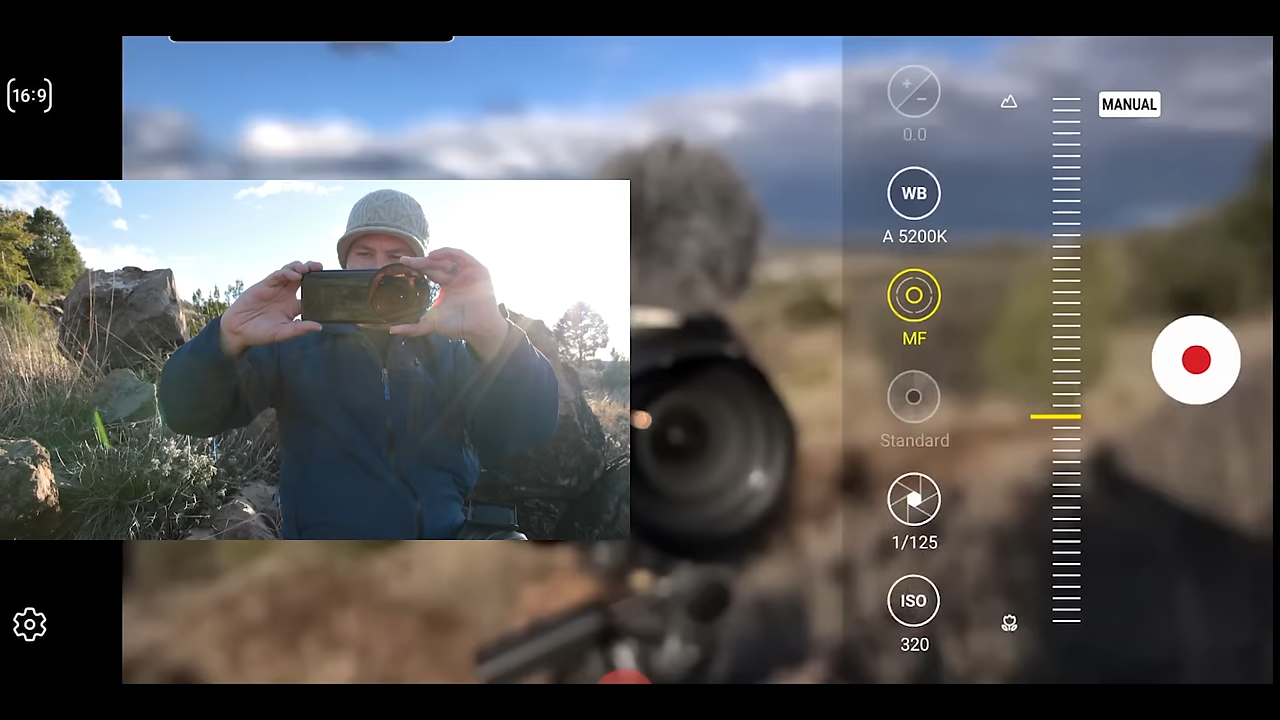 16:9
0.0
MANUAL
WB
A 5200K
MF
Standard
1/125
ISO
320